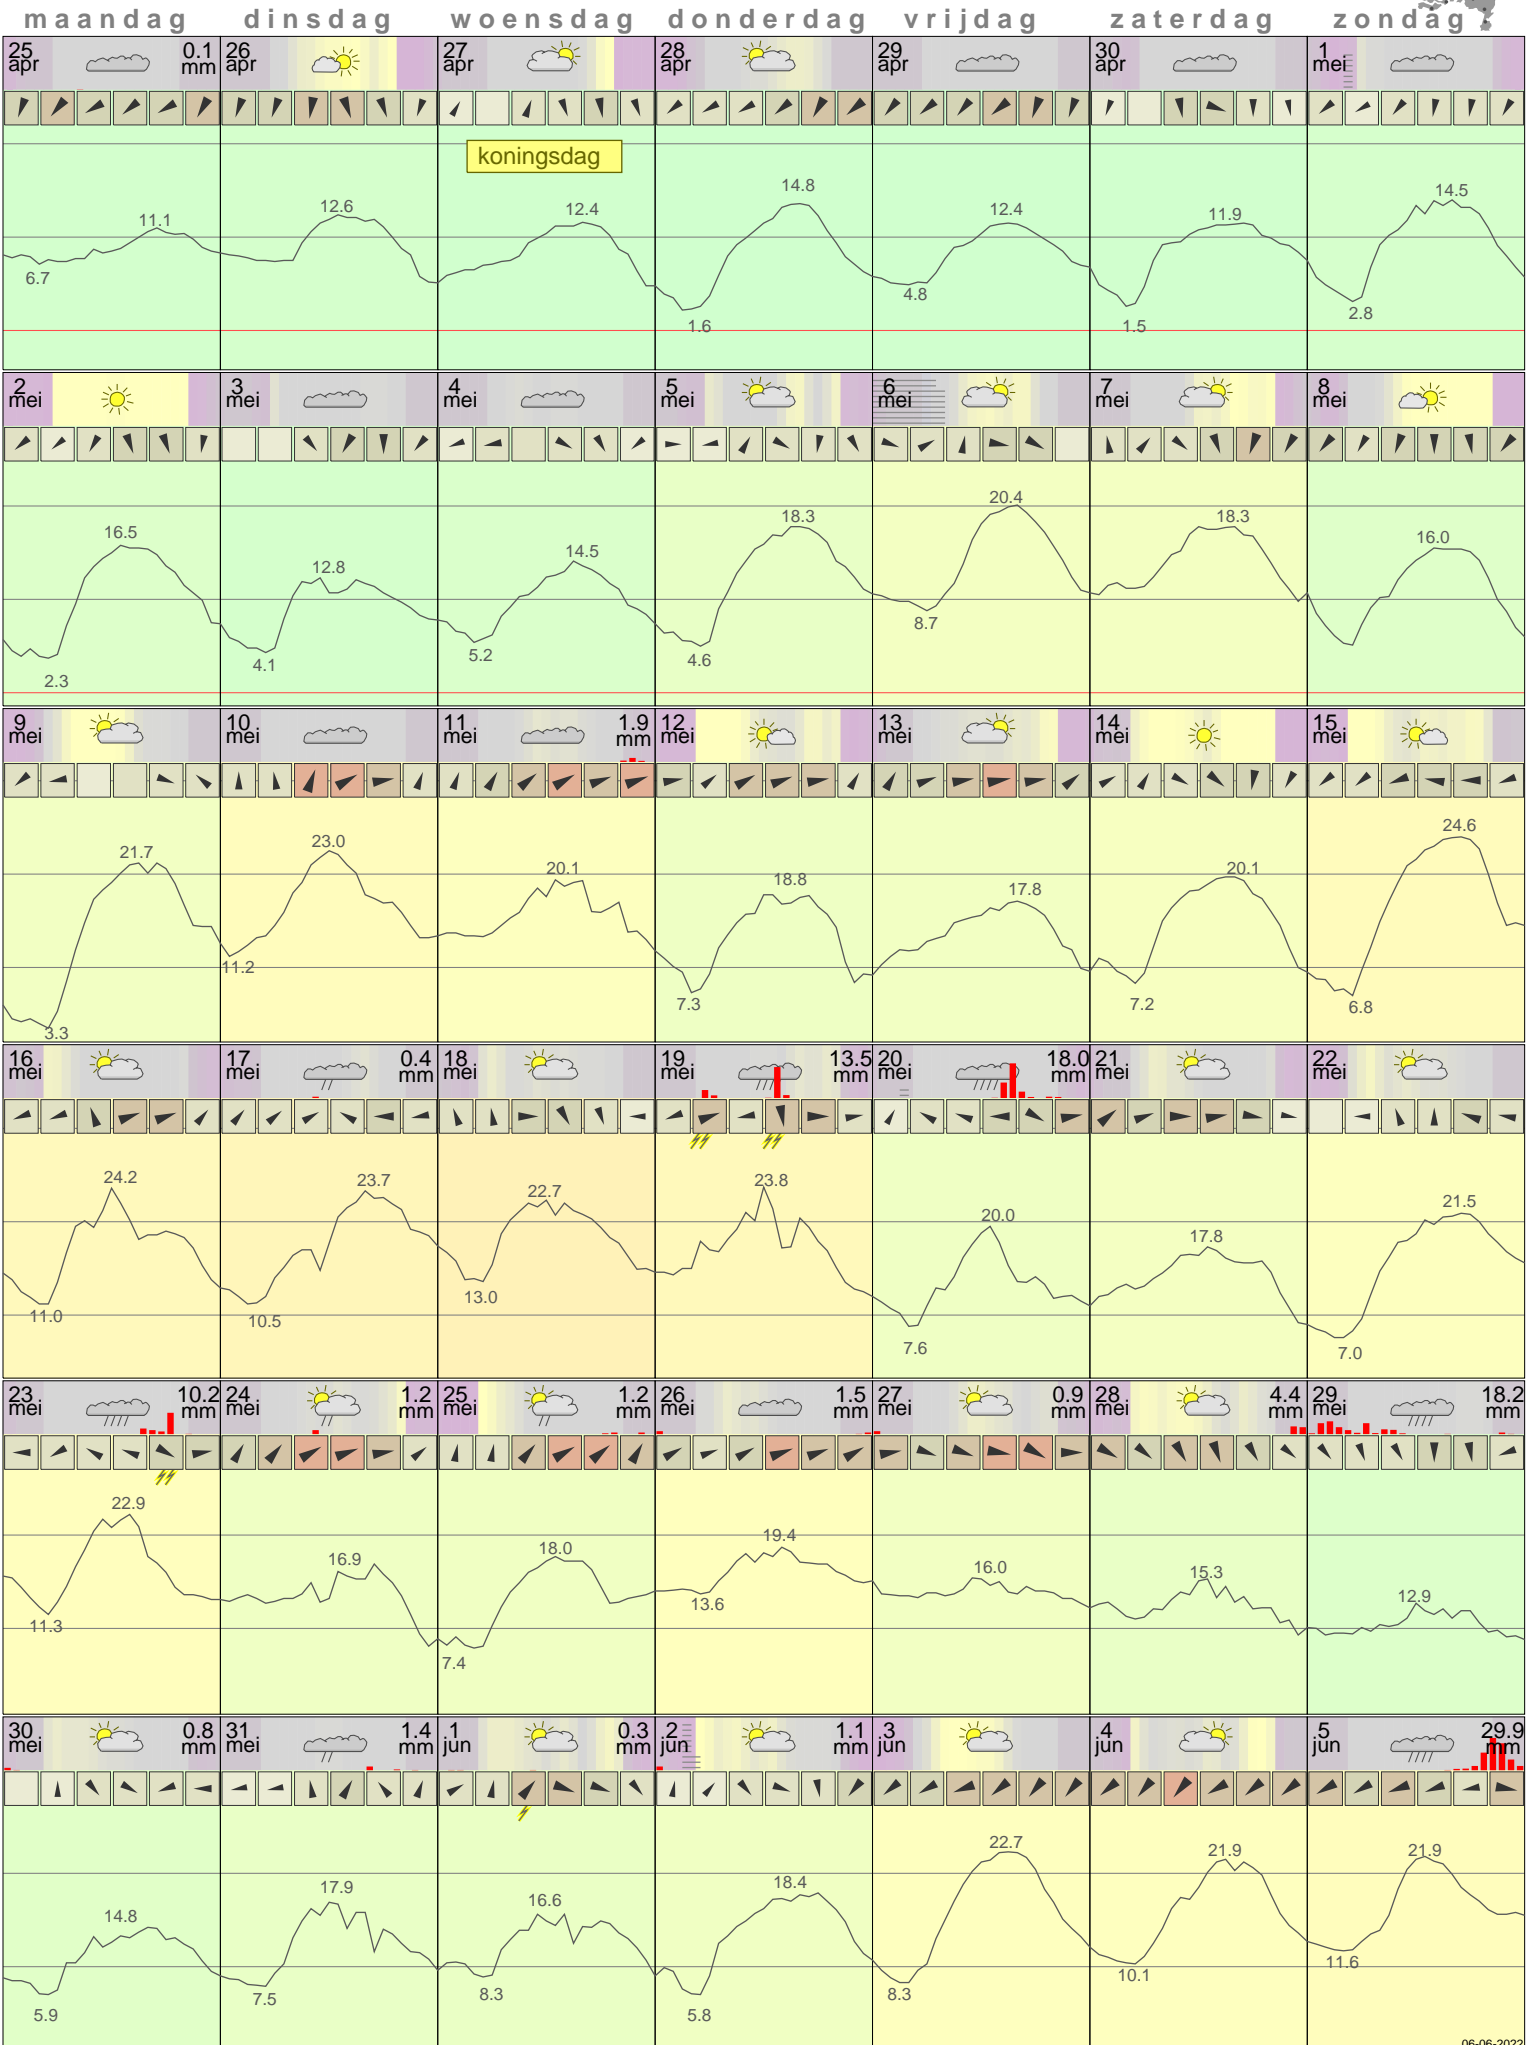 maandag dinsdag woensdag donderdag vrijdag zaterdag zondag
25 apr 0.1 mm 26 apr 27 apr 28 apr 29 apr 30 apr 1 mei
koningsdag
11.1 12.6 12.4 14.8 12.4 11.9 14.5
6.7 1.6 4.8 1.5 2.8
2 mei 3 mei 4 mei 5 mei 6 mei 7 mei 8 mei
16.5 12.8 14.5 18.3 20.4 18.3 16.0
2.3 4.1 5.2 4.6 8.7
9 mei 10 mei 11 mei 1.9 mm 12 mei 13 mei 14 mei 15 mei
21.7 23.0 20.1 18.8 17.8 20.1 24.6
3.3 11.2 7.3 7.2 6.8
16 mei 17 mei 0.4 mm 18 mei 19 mei 13.5 mm 20 mei 18.0 mm 21 mei 22 mei
24.2 23.7 22.7 23.8 20.0 17.8 21.5
11.0 10.5 13.0 7.6 7.0
23 mei 10.2 mm 24 mei 1.2 mm 25 mei 1.2 mm 26 mei 1.5 mm 27 mei 0.9 mm 28 mei 4.4 mm 29 mei 18.2 mm
22.9 16.9 18.0 19.4 16.0 15.3 12.9
11.3 7.4 13.6
30 mei 0.8 mm 31 mei 1.4 mm 1 jun 0.3 mm 2 jun 1.1 mm 3 jun 4 jun 5 jun 29.9 mm
14.8 17.9 16.6 18.4 22.7 21.9 21.9
5.9 7.5 8.3 5.8 8.3 10.1 11.6
06-06-2022